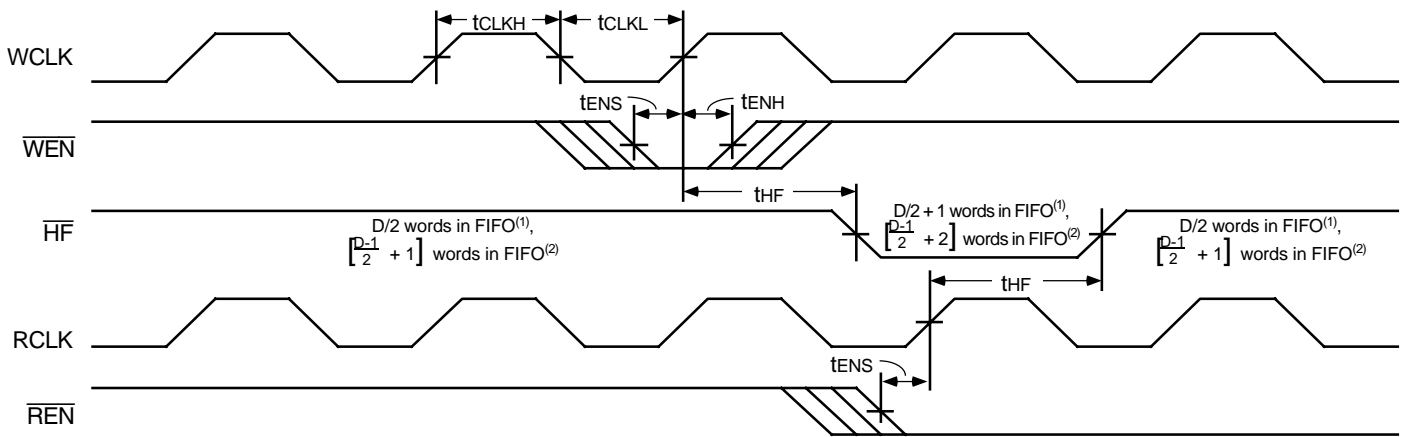 tCLKH
tCLKL
WCLK
tENS
tENH
WEN
tHF
HF
D/2 words in FIFO(1),
[D-1/2 + 1] words in FIFO(2)
D/2 + 1 words in FIFO(1),
[D-1/2 + 2] words in FIFO(2)
D/2 words in FIFO(1),
[D-1/2 + 1] words in FIFO(2)
tHF
RCLK
tENS
REN